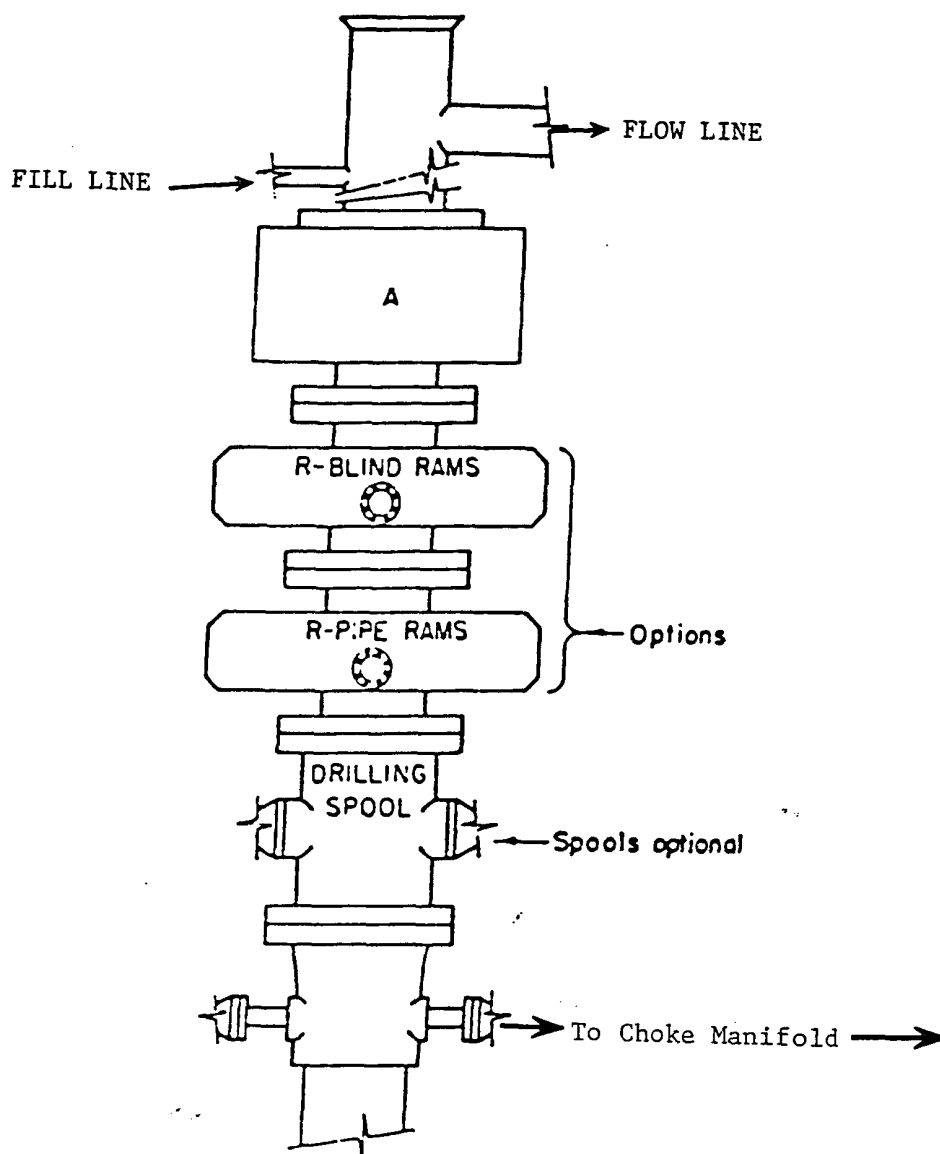 FLOW LINE
FILL LINE
A
R-BLIND RAMS
R-PIPE RAMS
Options
DRILLING
SPOOL
Spools optional
To Choke Manifold